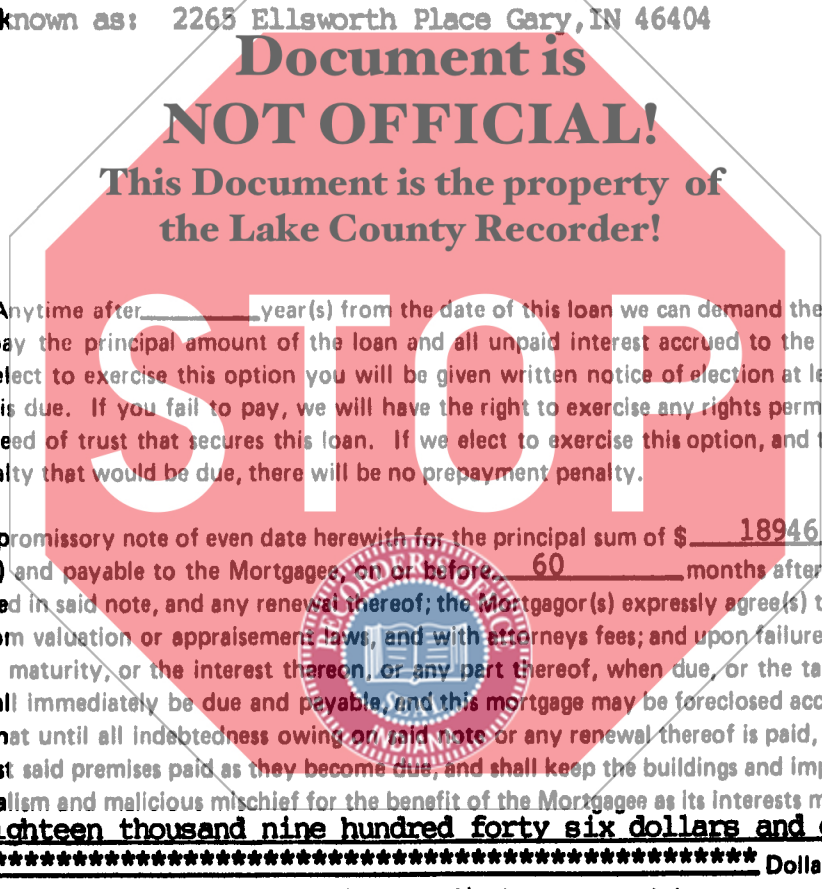 known as: 2265 Ellsworth Place Gary, IN 46404
Document is
NOT OFFICIAL!
This Document is the property of
the Lake County Recorder!
STOP
Anytime after____year(s) from the date of this loan we can demand the
ay the principal amount of the loan and all unpaid interest accrued to the
lect to exercise this option you will be given written notice of election at le
is due. If you fail to pay, we will have the right to exercise any rights perm
eed of trust that secures this loan. If we elect to exercise this option, and
alty that would be due, there will be no prepayment penalty.
promissory note of even date herewith for the principal sum of $ 18946
) and payable to the Mortgagee, on or before 60 months after
ed in said note, and any renewal thereof; the Mortgagor(s) expressly agree(s) t
om valuation or appraisement laws, and with attorneys fees; and upon failure
maturity, or the interest thereon, or any part thereof, when due, or the ta
all immediately be due and payable, and this mortgage may be foreclosed acc
hat until all indebtedness owing on said note or any renewal thereof is paid,
st said premises paid as they become due, and shall keep the buildings and imp
alism and malicious mischief for the benefit of the Mortgagee as its interests m
ighteen thousand nine hundred forty six dollars and
**************************************************** Dolla
INDIANA